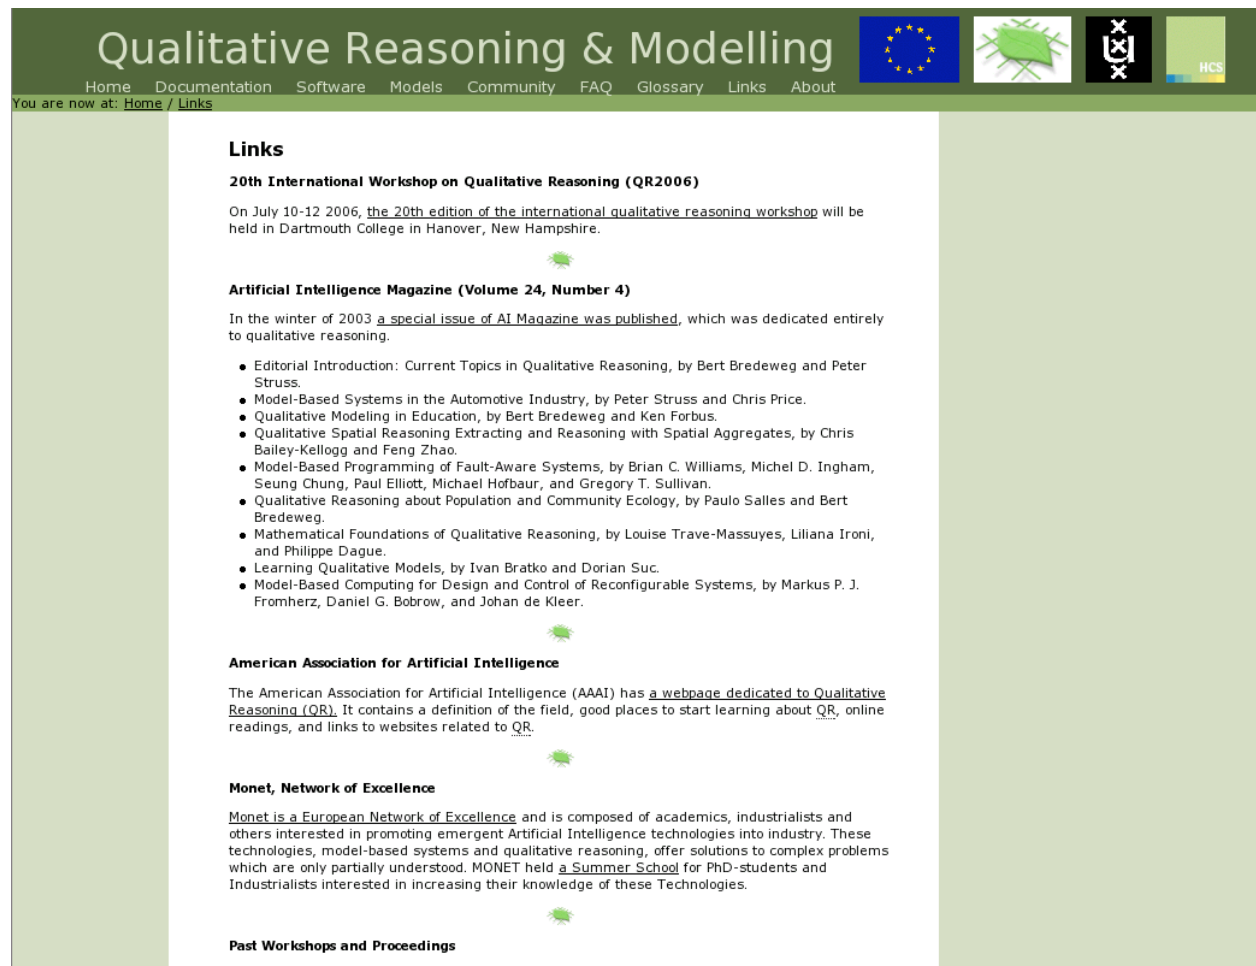 Qualitative Reasoning & Modelling
HCS
Home Documentation Software Models Community FAQ Glossary Links About
You are now at: Home / Links
Links
20th International Workshop on Qualitative Reasoning (QR2006)
On July 10-12 2006, the 20th edition of the international qualitative reasoning workshop will be
held in Dartmouth College in Hanover, New Hampshire.
Artificial Intelligence Magazine (Volume 24, Number 4)
In the winter of 2003 a special issue of AI Magazine was published, which was dedicated entirely
to qualitative reasoning.
Editorial Introduction: Current Topics in Qualitative Reasoning, by Bert Bredeweg and Peter
Struss.
Model-Based Systems in the Automotive Industry, by Peter Struss and Chris Price.
Qualitative Modeling in Education, by Bert Bredeweg and Ken Forbus.
Qualitative Spatial Reasoning Extracting and Reasoning with Spatial Aggregates, by Chris
Bailey-Kellogg and Feng Zhao.
Model-Based Programming of Fault-Aware Systems, by Brian C. Williams, Michel D. Ingham,
Seung Chung, Paul Elliott, Michael Hofbaur, and Gregory T. Sullivan.
Qualitative Reasoning about Population and Community Ecology, by Paulo Salles and Bert
Bredeweg.
Mathematical Foundations of Qualitative Reasoning, by Louise Trave-Massuyes, Liliana Ironi,
and Philippe Dague.
Learning Qualitative Models, by Ivan Bratko and Dorian Suc.
Model-Based Computing for Design and Control of Reconfigurable Systems, by Markus P. J.
Fromherz, Daniel G. Bobrow, and Johan de Kleer.
American Association for Artificial Intelligence
The American Association for Artificial Intelligence (AAAI) has a webpage dedicated to Qualitative
Reasoning (QR). It contains a definition of the field, good places to start learning about QR, online
readings, and links to websites related to QR.
Monet, Network of Excellence
Monet is a European Network of Excellence and is composed of academics, industrialists and
others interested in promoting emergent Artificial Intelligence technologies into industry. These
technologies, model-based systems and qualitative reasoning, offer solutions to complex problems
which are only partially understood. MONET held a Summer School for PhD-students and
Industrialists interested in increasing their knowledge of these Technologies.
Past Workshops and Proceedings